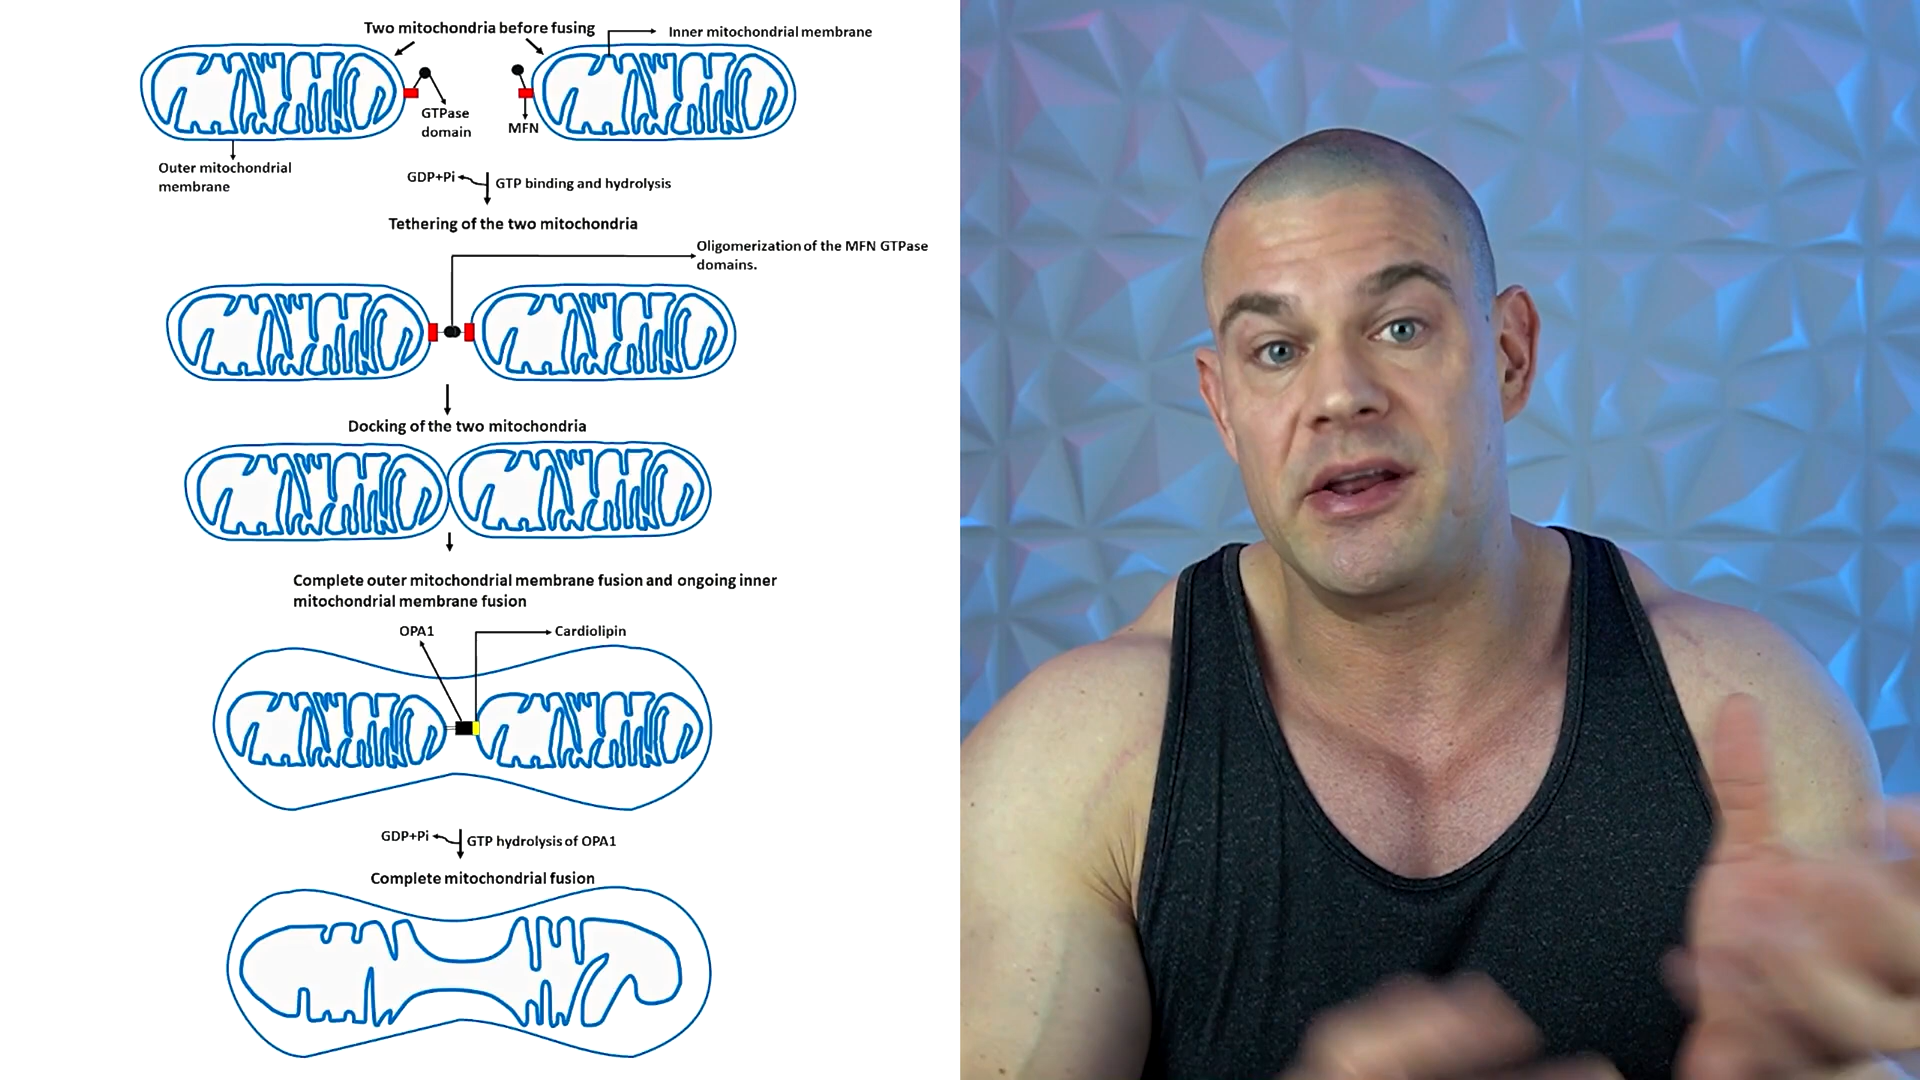 Two mitochondria before fusing
Inner mitochondrial membrane
GTPase
domain
MFN
Outer mitochondrial
membrane
GDP+Pi
GTP binding and hydrolysis
Tethering of the two mitochondria
Oligomerization of the MFN GTPase
domains.
Docking of the two mitochondria
Complete outer mitochondrial membrane fusion and ongoing inner
mitochondrial membrane fusion
OPA1
Cardiolipin
GDP+Pi
GTP hydrolysis of OPA1
Complete mitochondrial fusion